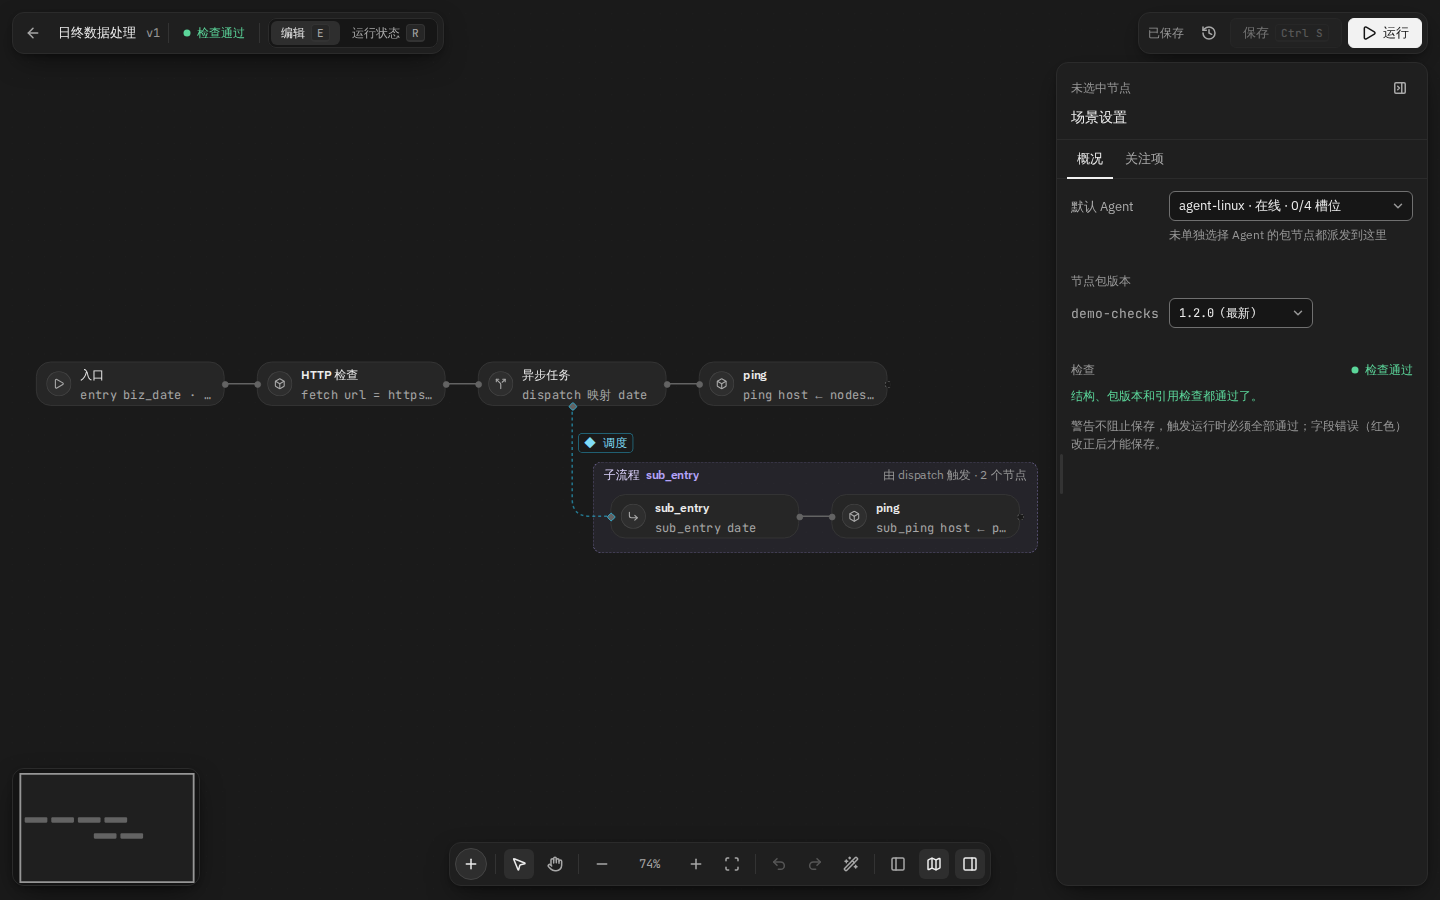 日终数据处理 v1 检查通过 编辑 E 运行状态 R
已保存 保存 Ctrl S 运行
未选中节点
场景设置
概况 关注项
默认 Agent agent-linux · 在线 · 0/4 槽位
未单独选择 Agent 的包节点都派发到这里
节点包版本
demo-checks 1.2.0 (最新)
检查 检查通过
结构、包版本和引用检查都通过了。
警告不阻止保存，触发运行时必须全部通过；字段错误（红色）
改正后才能保存。
入口
entry biz_date · …
HTTP 检查
fetch url = https…
异步任务
dispatch 映射 date
ping
ping host ← nodes…
调度
子流程 sub_entry 由 dispatch 触发 · 2 个节点
sub_entry
sub_entry date
ping
sub_ping host ← p…
74%